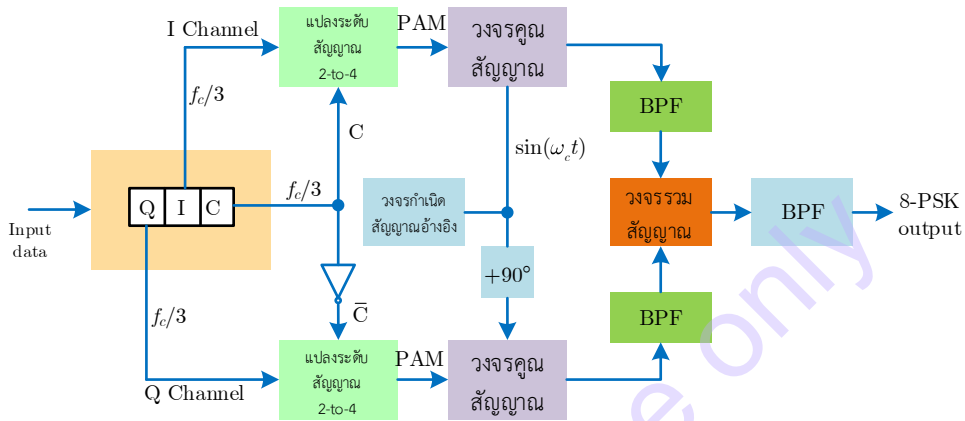 I Channel
แปลงระดับ
สัญญาณ
2-to-4
PAM
วงจรคูณ
สัญญาณ
f_c/3
BPF
C
sin(ω_c t)
Input
data
Q I C
f_c/3
วงจรกำเนิด
สัญญาณอ้างอิง
วงจรรวม
สัญญาณ
BPF
8-PSK
output
+90°
f_c/3
C̅
BPF
Q Channel
แปลงระดับ
สัญญาณ
2-to-4
PAM
วงจรคูณ
สัญญาณ
e only